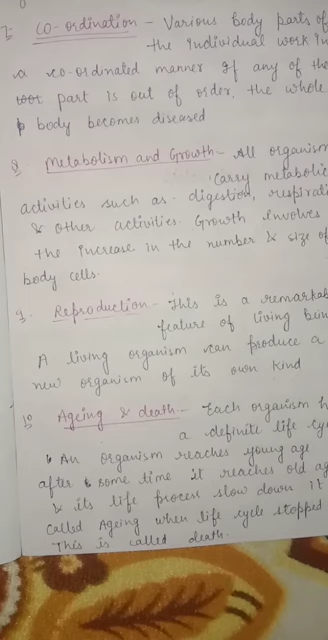 7. Co-ordination - Various body parts of
the individual work in
a co-ordinated manner If any of the
part is out of order, the whole
body becomes diseased
8. Metabolism and Growth - All organism
carry metabolic
activities such as digestion,
& other activities. Growth involves
the increase in the number & size of
body cells.
9. Reproduction - This is a
feature of living
A living organism can produce a
new organism of its own kind
10 Ageing & death - Each organism
a definite life
An organism reaches young age
after some time it reaches old
& its life process slow down it
called Ageing when life cycle stopped
This is called death.